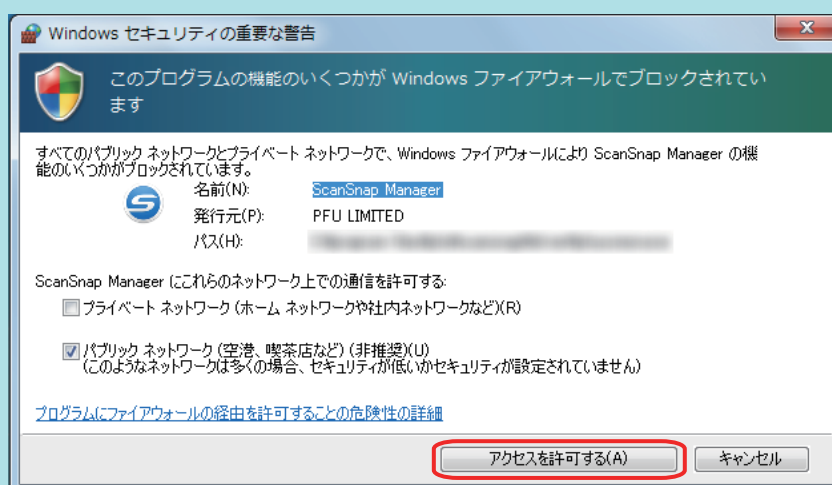 Windows セキュリティの重要な警告
このプログラムの機能のいくつかが Windows ファイアウォールでブロックされてい
ます
すべてのパブリック ネットワークとプライベート ネットワークで、Windows ファイアウォールにより ScanSnap Manager の機
能のいくつかがブロックされています。
名前(N): ScanSnap Manager
発行元(P): PFU LIMITED
パス(H):
ScanSnap Manager にこれらのネットワーク上での通信を許可する:
プライベート ネットワーク (ホーム ネットワークや社内ネットワークなど)(R)
パブリック ネットワーク (空港、喫茶店など) (非推奨)(U)
(このようなネットワークは多くの場合、セキュリティが低いかセキュリティが設定されていません)
プログラムにファイアウォールの経由を許可することの危険性の詳細
アクセスを許可する(A) キャンセル